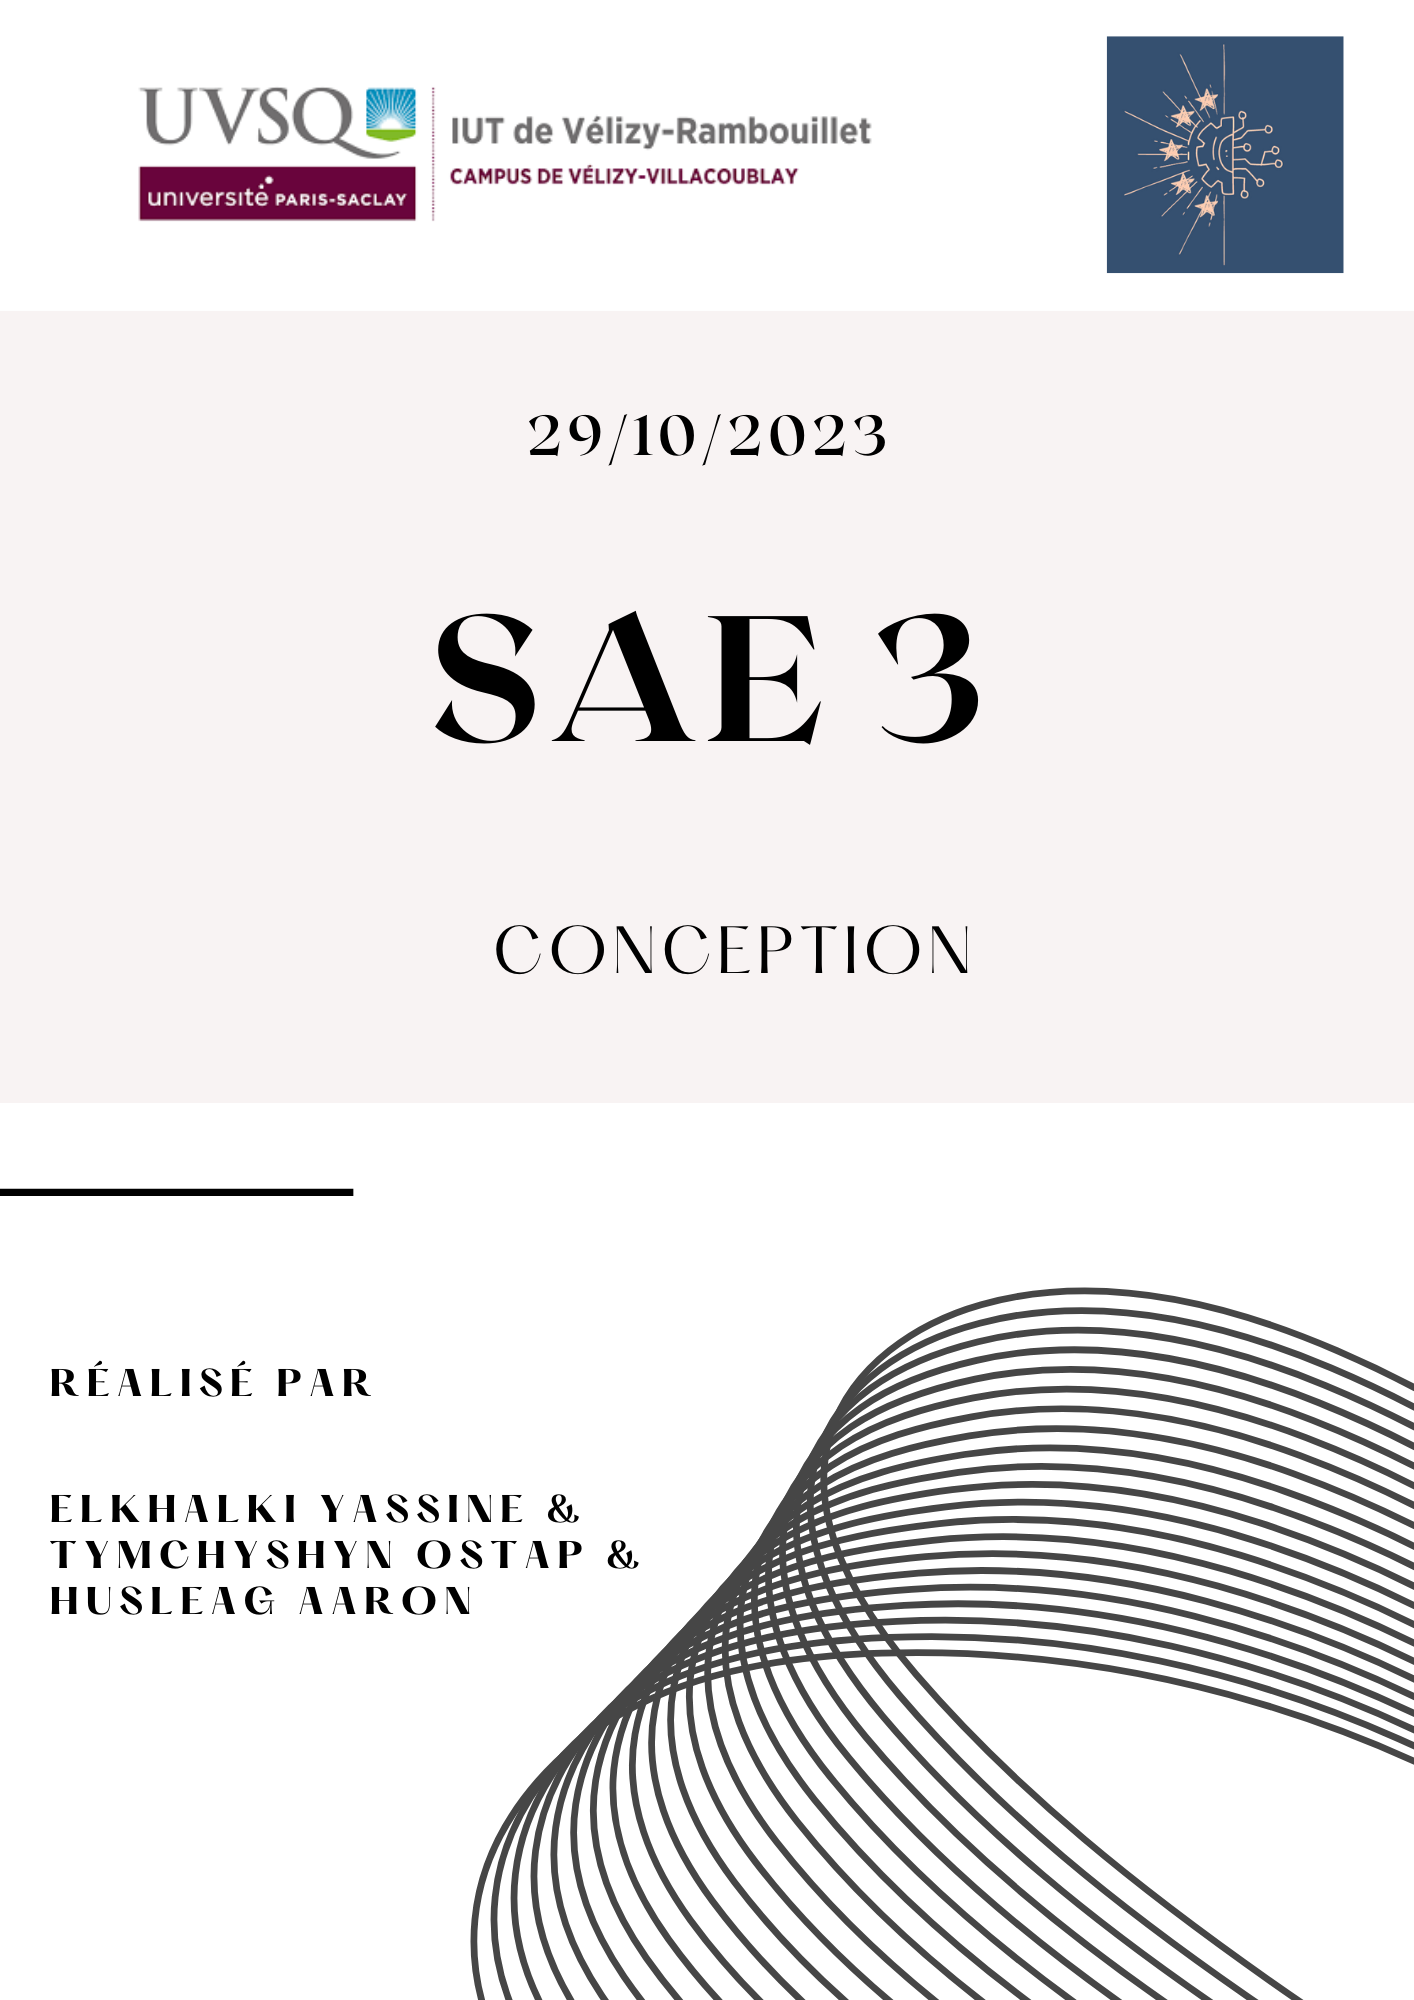 UVSQ
université PARIS-SACLAY
IUT de Vélizy-Rambouillet
CAMPUS DE VÉLIZY-VILLACOUBLAY
29/10/2023
SAE 3
CONCEPTION
RÉALISÉ PAR
ELKHALKI YASSINE &
TYMCHYSHYN OSTAP &
HUSLEAG AARON